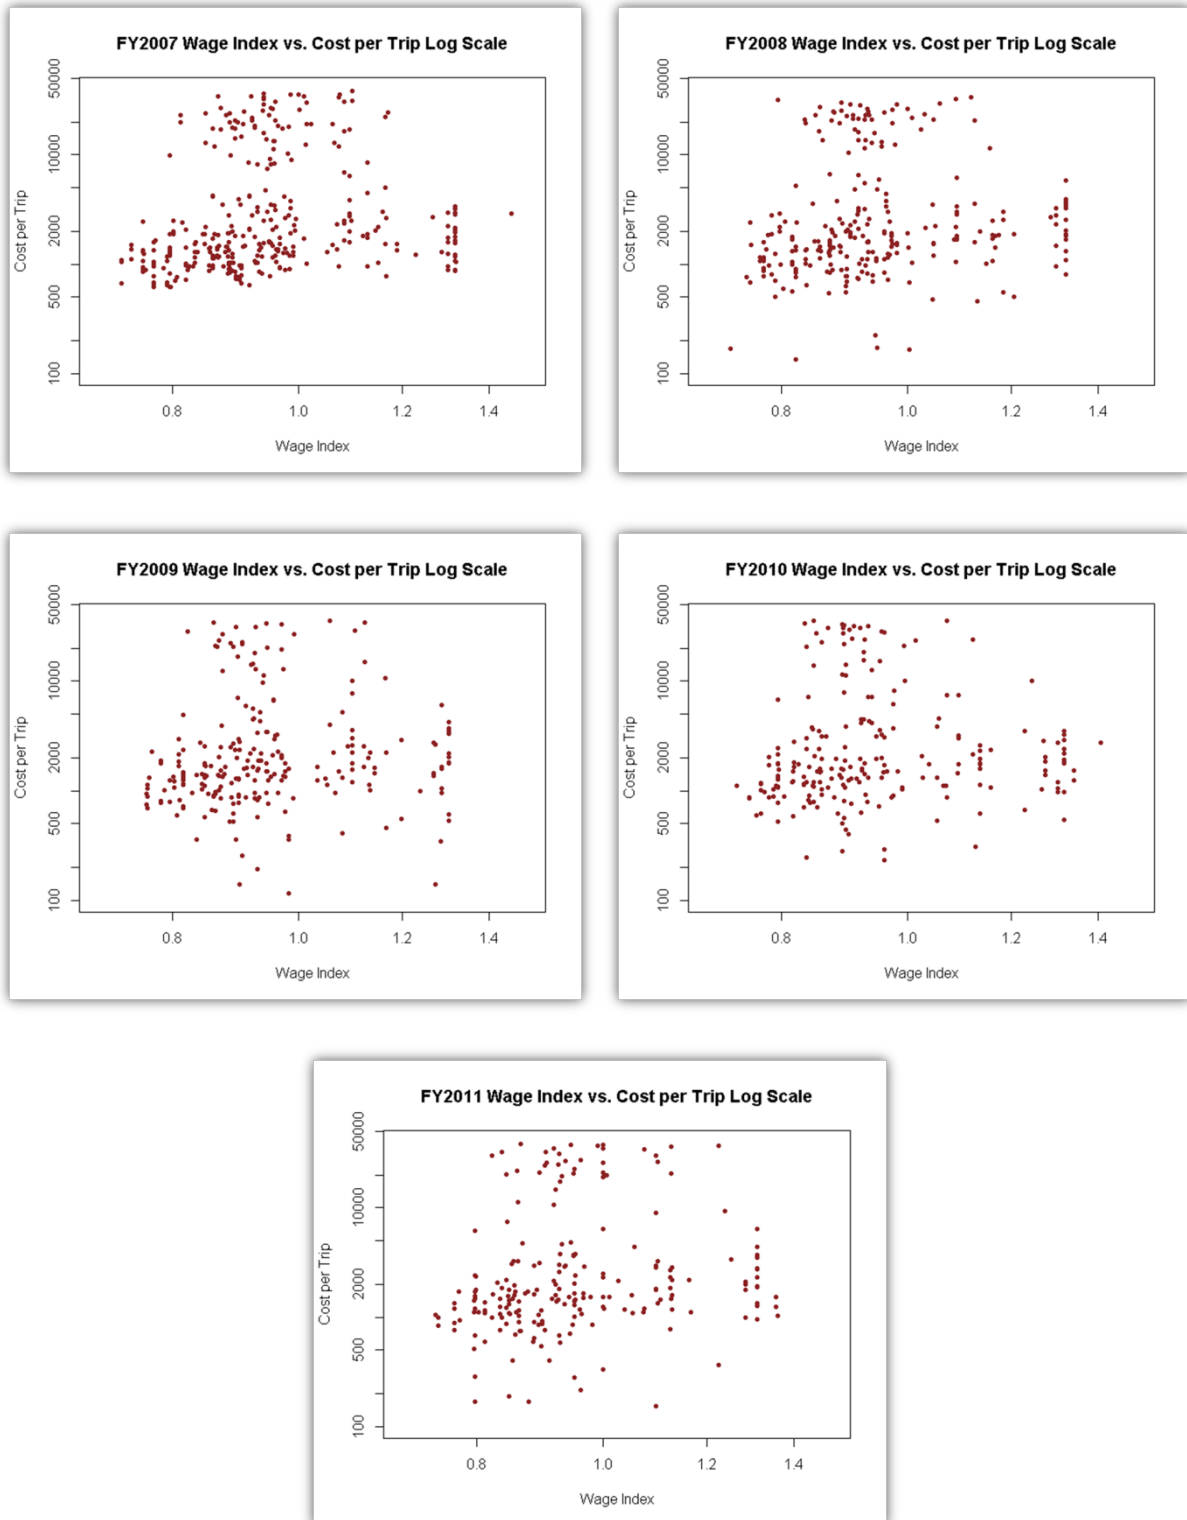 FY2007 Wage Index vs. Cost per Trip Log Scale
Cost per Trip
50000
10000
2000
500
100
0.8 1.0 1.2 1.4
Wage Index
FY2008 Wage Index vs. Cost per Trip Log Scale
Cost per Trip
50000
10000
2000
500
100
0.8 1.0 1.2 1.4
Wage Index
FY2009 Wage Index vs. Cost per Trip Log Scale
Cost per Trip
50000
10000
2000
500
100
0.8 1.0 1.2 1.4
Wage Index
FY2010 Wage Index vs. Cost per Trip Log Scale
Cost per Trip
50000
10000
2000
500
100
0.8 1.0 1.2 1.4
Wage Index
FY2011 Wage Index vs. Cost per Trip Log Scale
Cost per Trip
50000
10000
2000
500
100
0.8 1.0 1.2 1.4
Wage Index